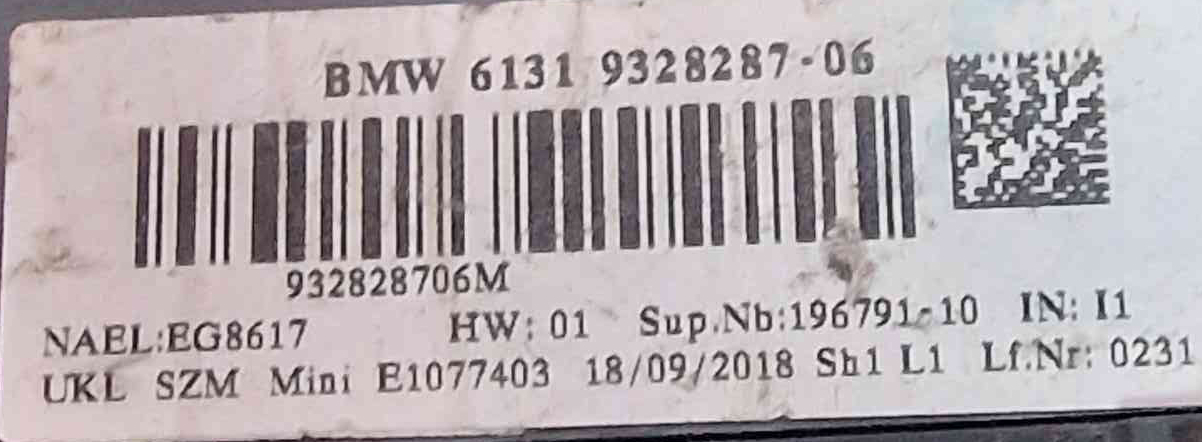 BMW 6131 9328287-06
932828706M
NAEL:EG8617 HW: 01 Sup.Nb:196791-10 IN: I1
UKL SZM Mini E1077403 18/09/2018 Sh1 L1 Lf.Nr: 0231